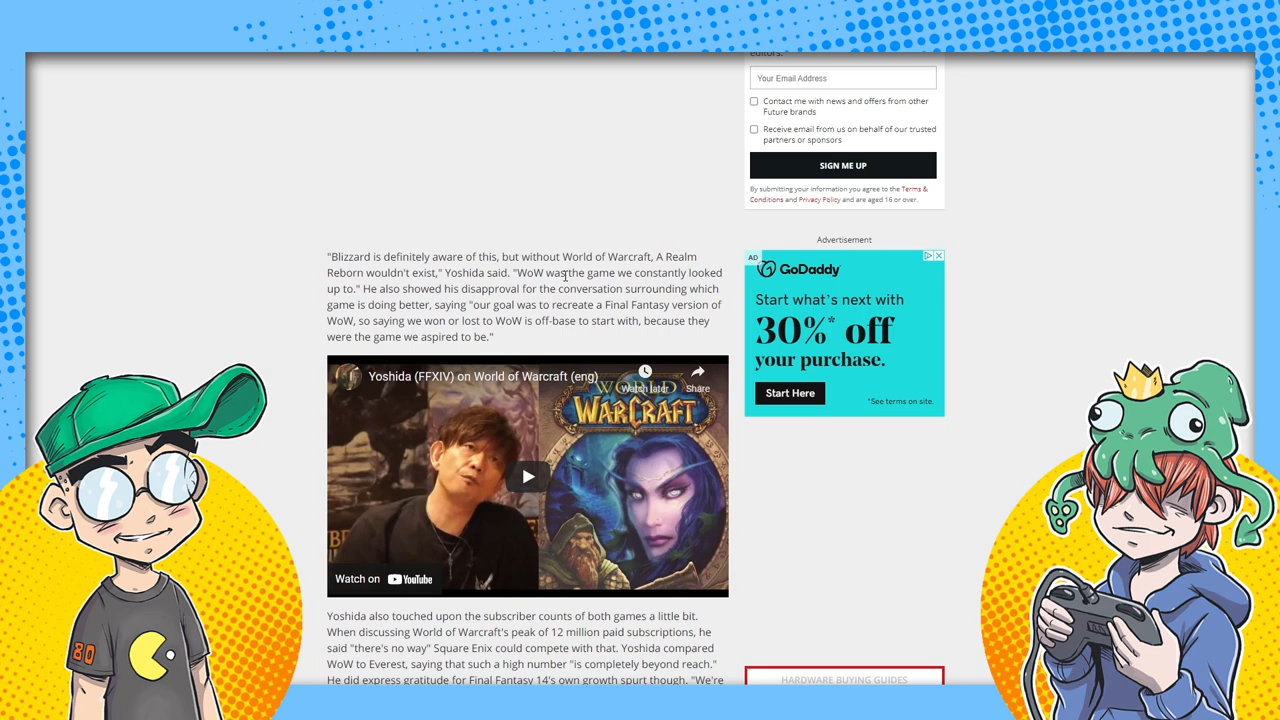 editors.
Your Email Address
Contact me with news and offers from other
Future brands
Receive email from us on behalf of our trusted
partners or sponsors
SIGN ME UP
By submitting your information you agree to the Terms &
Conditions and Privacy Policy and are aged 16 or over.
Advertisement
"Blizzard is definitely aware of this, but without World of Warcraft, A Realm
Reborn wouldn't exist," Yoshida said. "WoW was the game we constantly looked
up to." He also showed his disapproval for the conversation surrounding which
game is doing better, saying "our goal was to recreate a Final Fantasy version of
WoW, so saying we won or lost to WoW is off-base to start with, because they
were the game we aspired to be."
AD
GoDaddy
Start what's next with
30%* off
your purchase.
Start Here
*See terms on site.
Yoshida (FFXIV) on World of Warcraft (eng)
Watch later
Share
WORLD
WARCRAFT
Watch on YouTube
Yoshida also touched upon the subscriber counts of both games a little bit.
When discussing World of Warcraft's peak of 12 million paid subscriptions, he
said "there's no way" Square Enix could compete with that. Yoshida compared
WoW to Everest, saying that such a high number "is completely beyond reach."
He did express gratitude for Final Fantasy 14's own growth spurt though. "We're
HARDWARE BUYING GUIDES
80